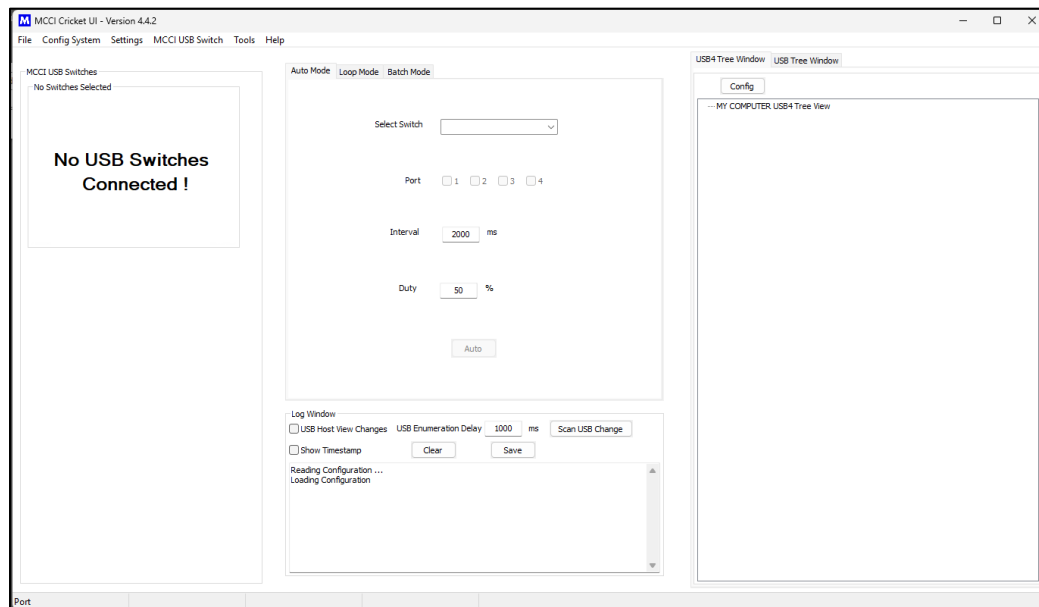 MCCI Cricket UI - Version 4.4.2
File Config System Settings MCCI USB Switch Tools Help
MCCI USB Switches
No Switches Selected
No USB Switches
Connected !
Auto Mode Loop Mode Batch Mode
Select Switch
Port 1 2 3 4
Interval 2000 ms
Duty 50 %
Auto
Log Window
USB Host View Changes USB Enumeration Delay 1000 ms Scan USB Change
Show Timestamp Clear Save
Reading Configuration ...
Loading Configuration
USB4 Tree Window USB Tree Window
Config
MY COMPUTER USB4 Tree View
Port